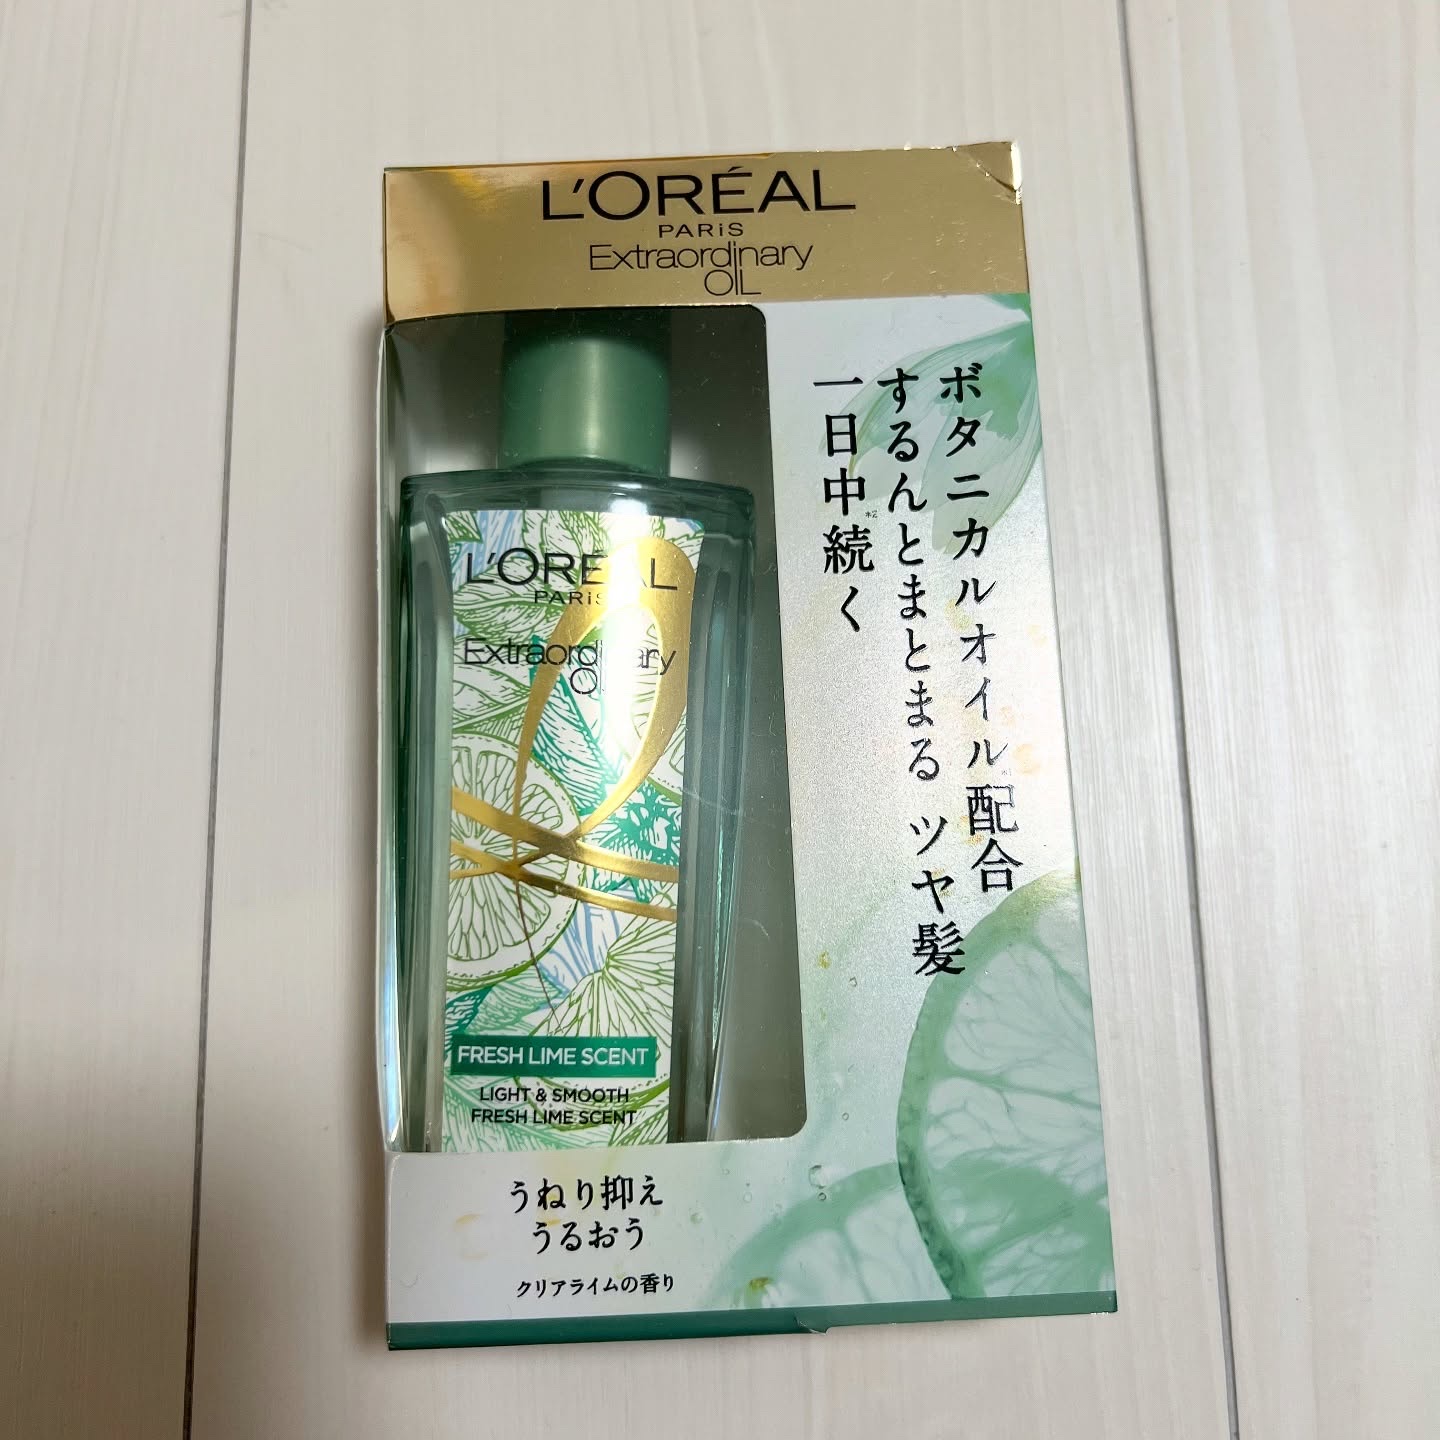 L'ORÉAL
PARiS
Extraordinary
OIL
ボタニカルオイル配合
するんとまとまる ツヤ髪
一日中続く
L'ORÉAL
PARiS
Extraordinary
OIL
FRESH LIME SCENT
LIGHT & SMOOTH
FRESH LIME SCENT
うねり抑え
うるおう
クリアライムの香り